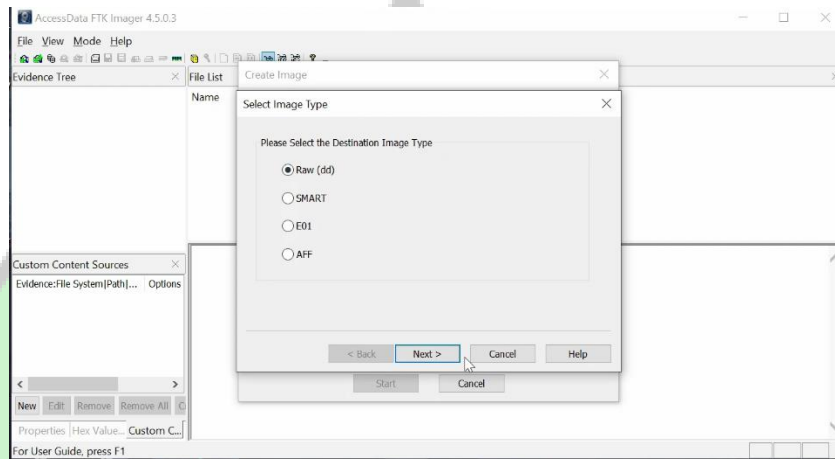 AccessData FTK Imager 4.5.0.3
File View Mode Help
Evidence Tree
File List
Name
Create Image
Select Image Type
Please Select the Destination Image Type
Raw (dd)
SMART
E01
AFF
< Back Next > Cancel Help
Start Cancel
Custom Content Sources
Evidence:File System|Path|... Options
New Edit Remove Remove All C
Properties Hex Value... Custom C...
For User Guide, press F1